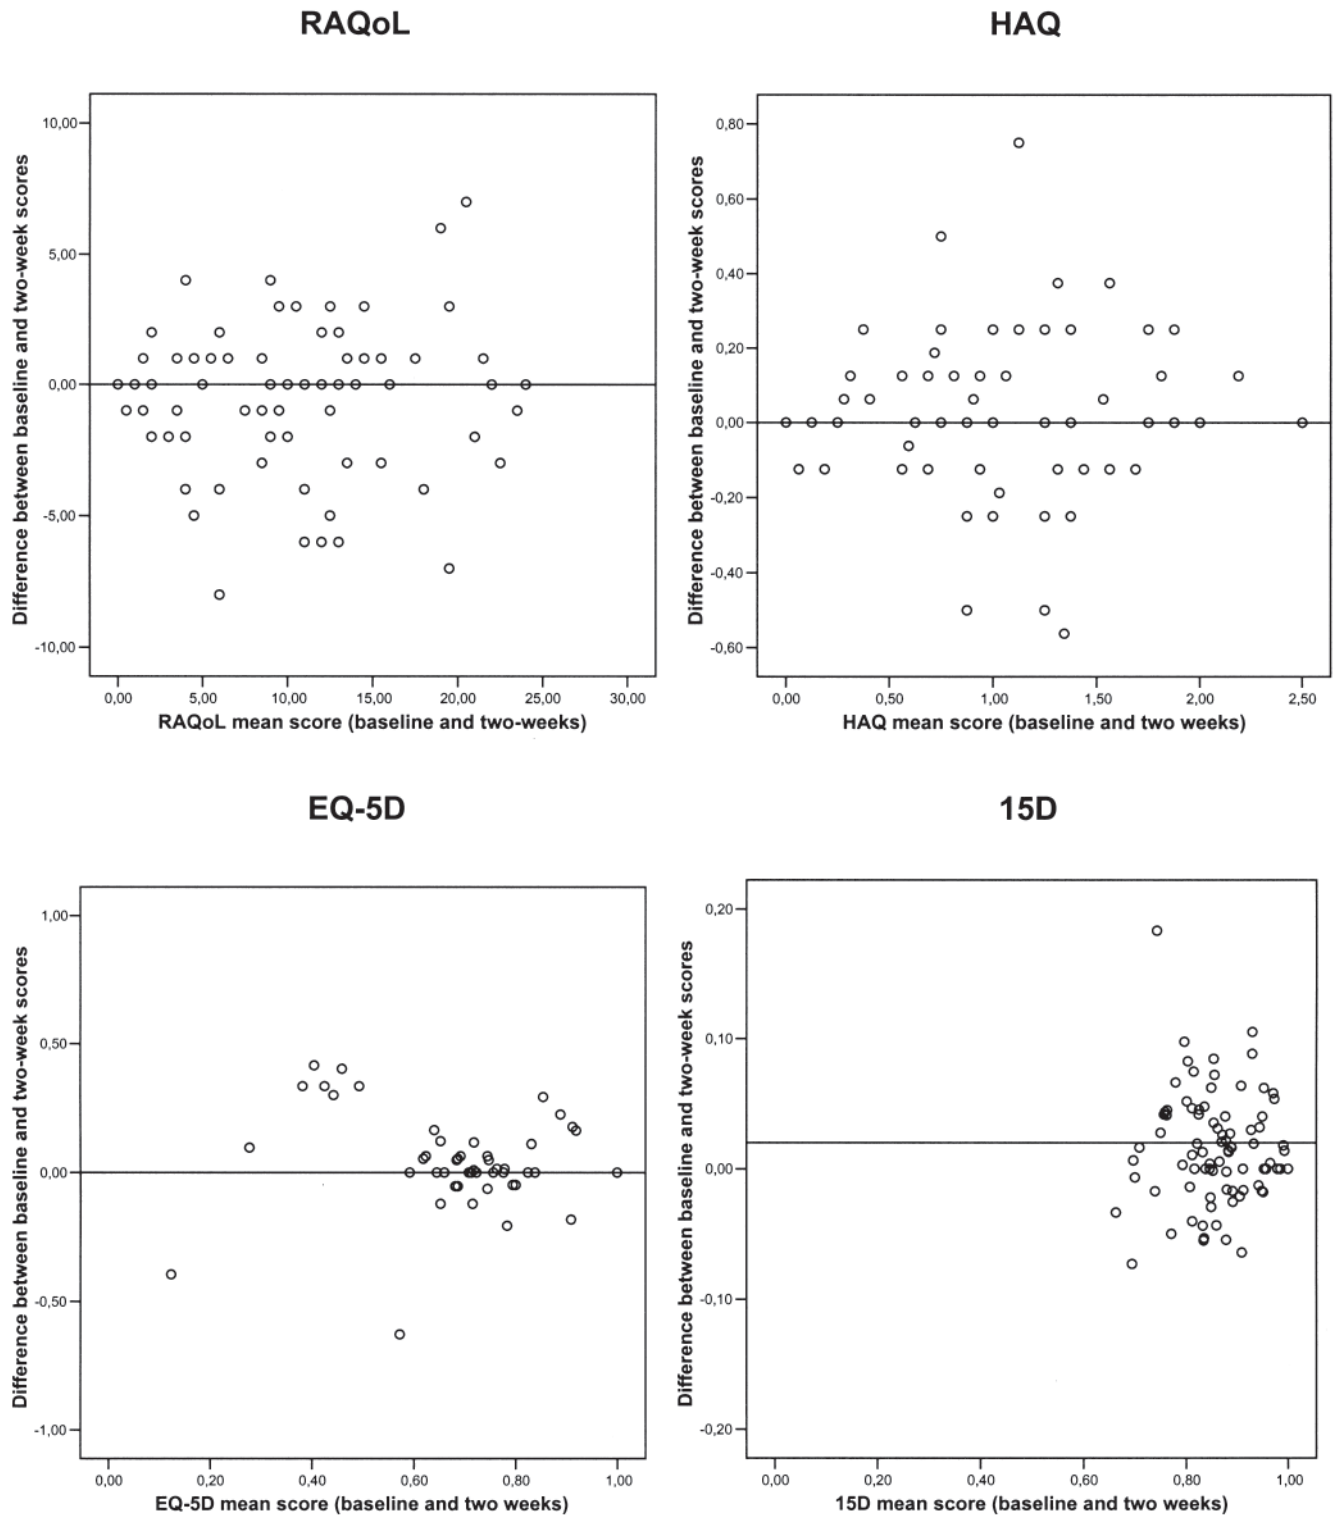 RAQoL
HAQ
Difference between baseline and two-week scores
10,00
5,00
0,00
-5,00
-10,00
0,00 5,00 10,00 15,00 20,00 25,00 30,00
RAQoL mean score (baseline and two-weeks)
Difference between baseline and two-week scores
0,80
0,60
0,40
0,20
0,00
-0,20
-0,40
-0,60
0,00 0,50 1,00 1,50 2,00 2,50
HAQ mean score (baseline and two weeks)
EQ-5D
15D
Difference between baseline and two-week scores
1,00
0,50
0,00
-0,50
-1,00
0,00 0,20 0,40 0,60 0,80 1,00
EQ-5D mean score (baseline and two weeks)
Difference between baseline and two-week scores
0,20
0,10
0,00
-0,10
-0,20
0,00 0,20 0,40 0,60 0,80 1,00
15D mean score (baseline and two weeks)